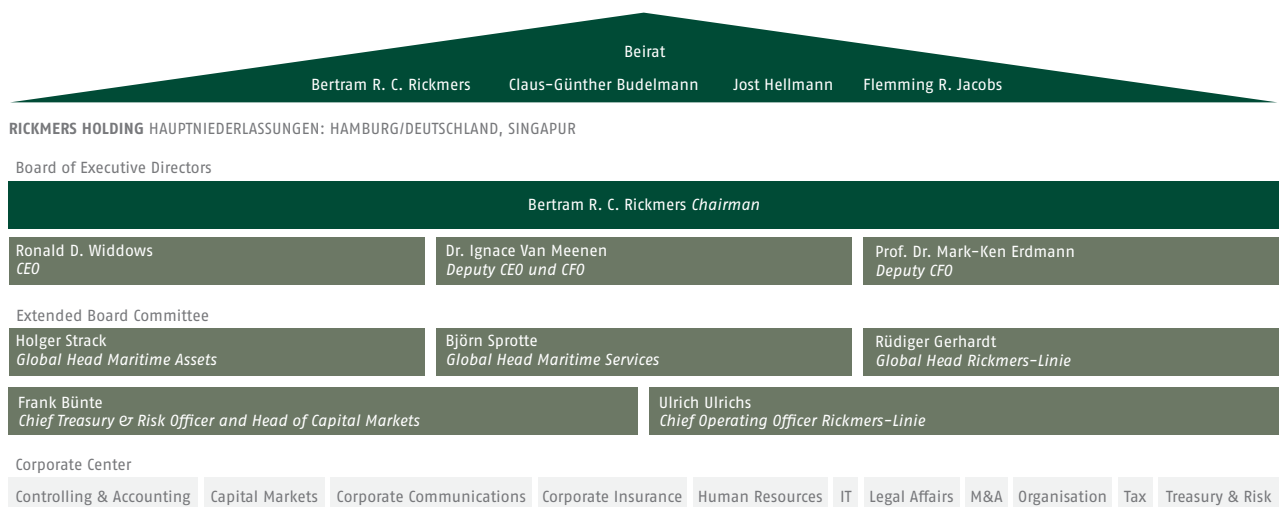 Beirat
Bertram R. C. Rickmers Claus-Günther Budelmann Jost Hellmann Flemming R. Jacobs
RICKMERS HOLDING HAUPTNIEDERLASSUNGEN: HAMBURG/DEUTSCHLAND, SINGAPUR
Board of Executive Directors
Bertram R. C. Rickmers Chairman
Ronald D. Widdows
CEO
Dr. Ignace Van Meenen
Deputy CEO und CFO
Prof. Dr. Mark-Ken Erdmann
Deputy CFO
Extended Board Committee
Holger Strack
Global Head Maritime Assets
Björn Sprotte
Global Head Maritime Services
Rüdiger Gerhardt
Global Head Rickmers-Linie
Frank Bünte
Chief Treasury & Risk Officer and Head of Capital Markets
Ulrich Ulrichs
Chief Operating Officer Rickmers-Linie
Corporate Center
Controlling & Accounting Capital Markets Corporate Communications Corporate Insurance Human Resources IT Legal Affairs M&A Organisation Tax Treasury & Risk